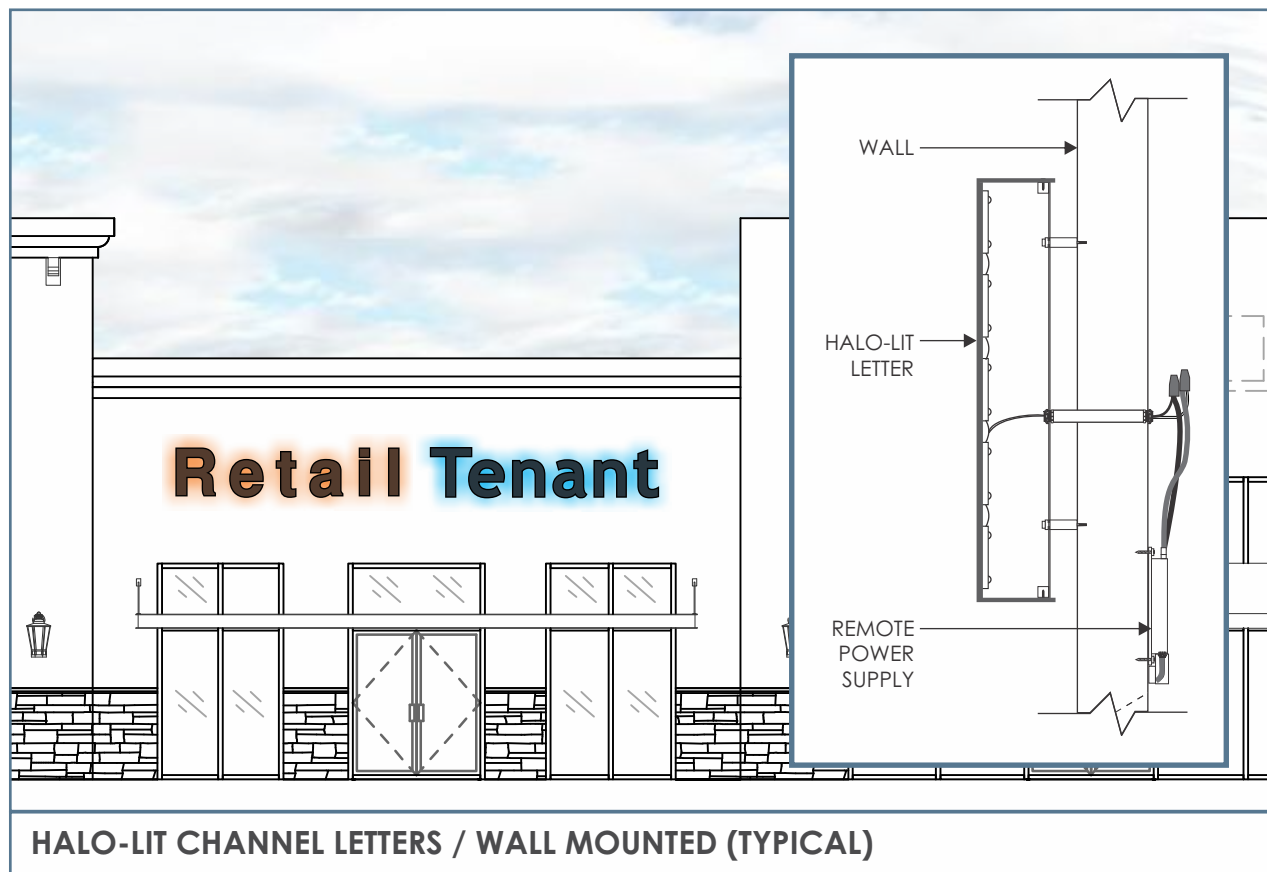 Retail Tenant
WALL
HALO-LIT
LETTER
REMOTE
POWER
SUPPLY
HALO-LIT CHANNEL LETTERS / WALL MOUNTED (TYPICAL)